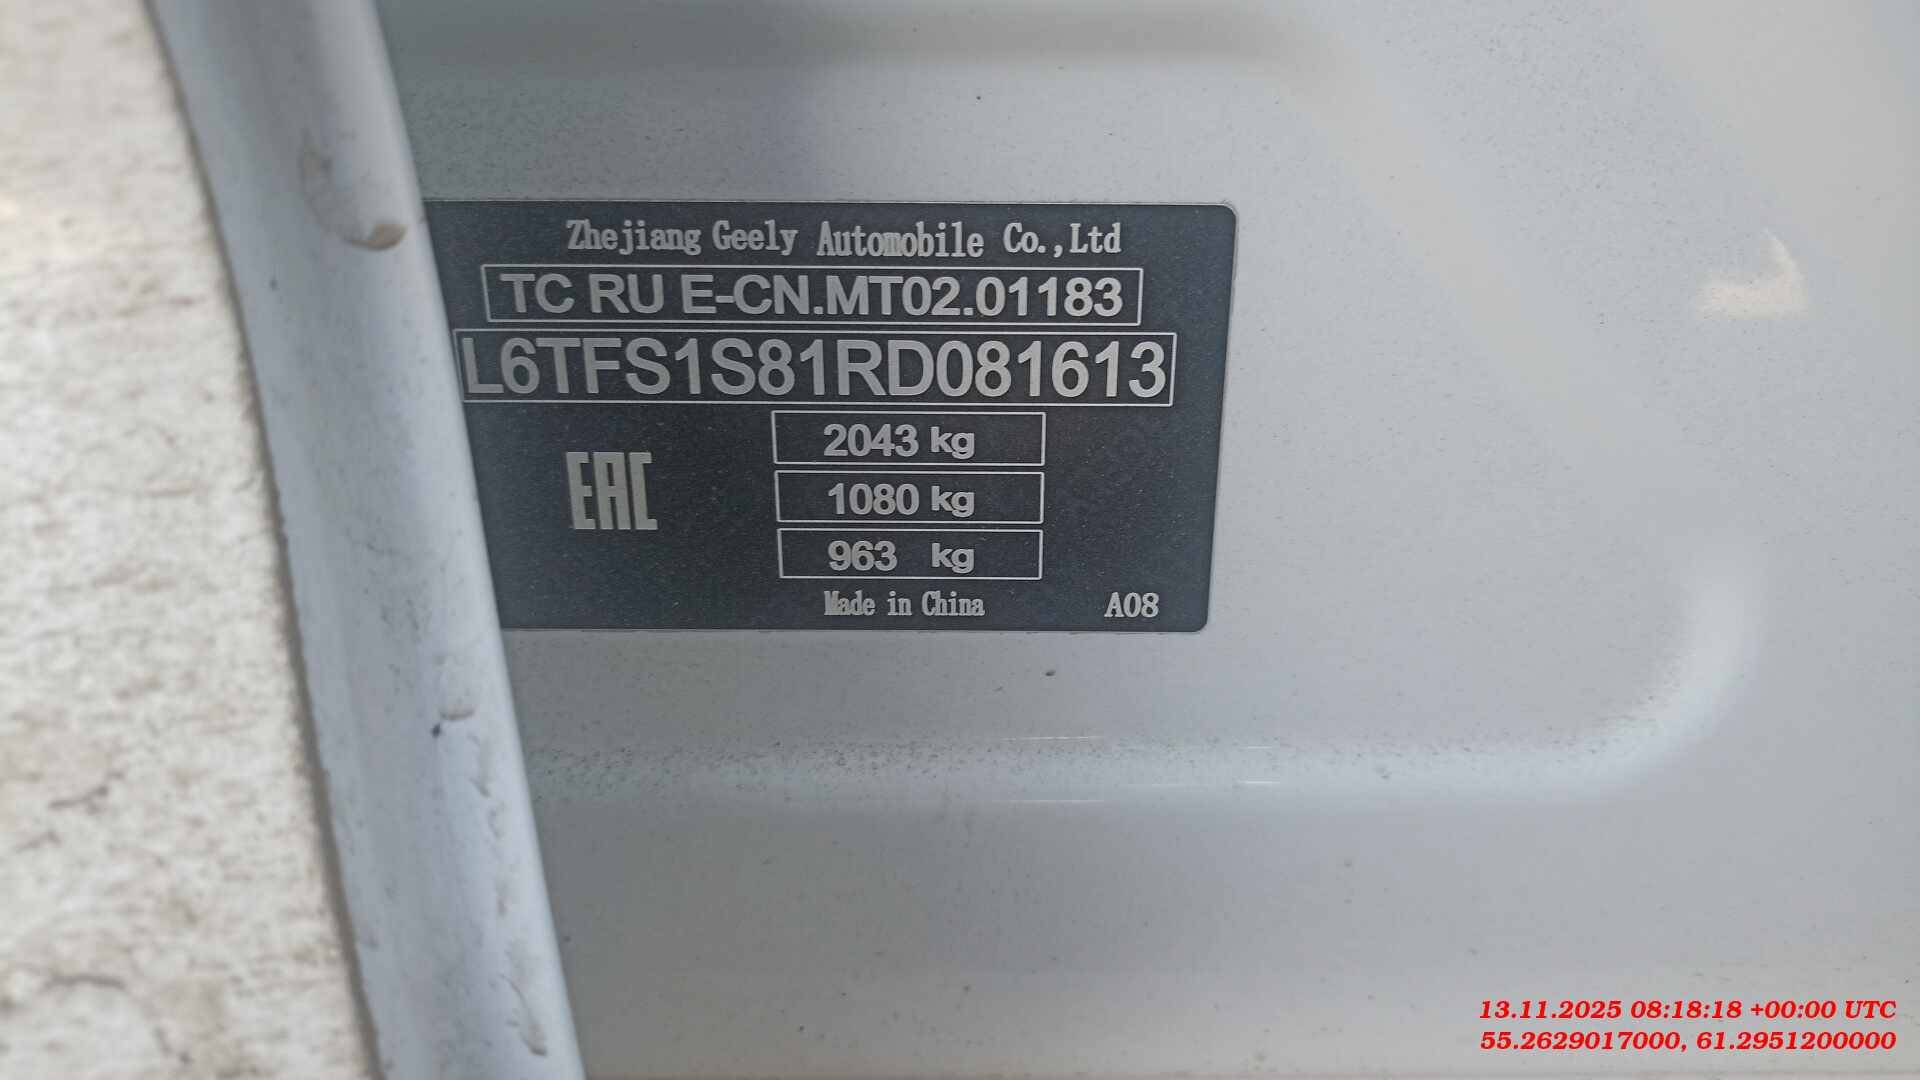 Zhejiang Geely Automobile Co.,Ltd
TC RU E-CN.MT02.01183
L6TFS1S81RD081613
2043 kg
EAC
1080 kg
963 kg
Made in China A08
13.11.2025 08:18:18 +00:00 UTC
55.2629017000, 61.2951200000